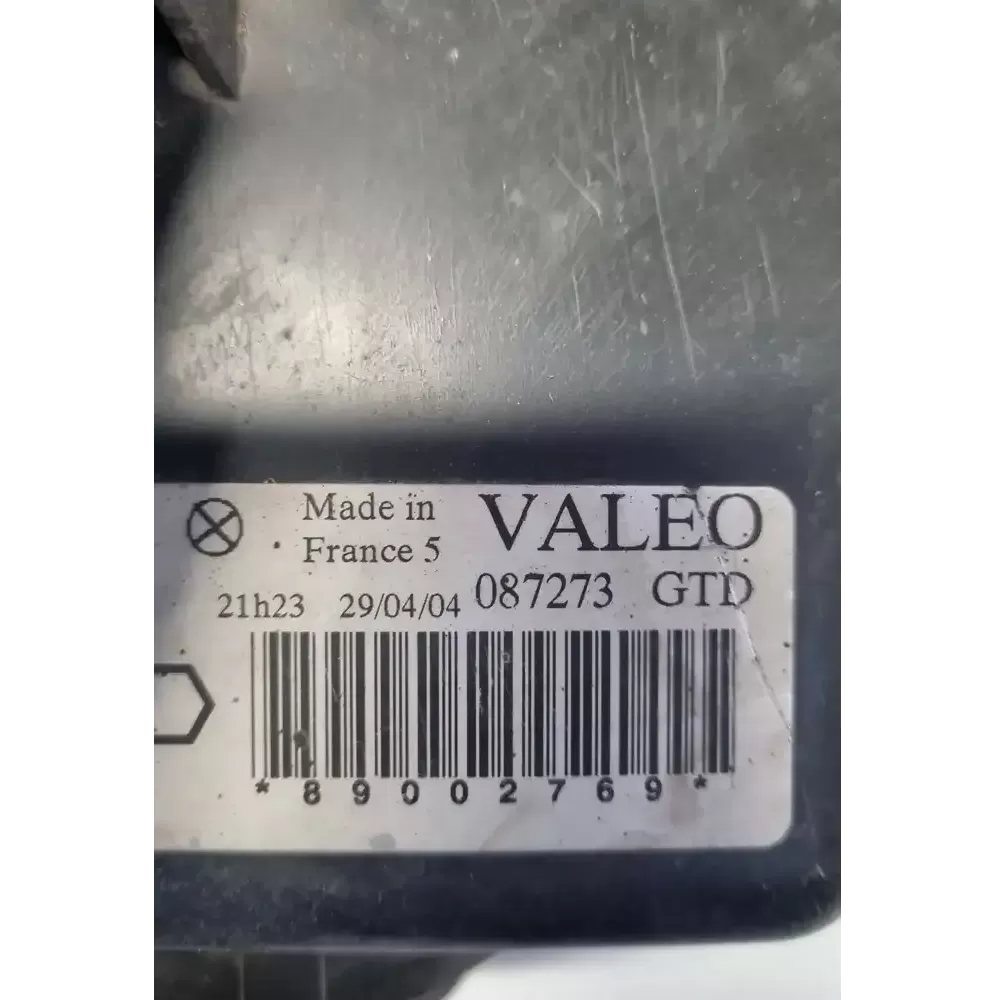 Made in VALEO
France 5
21h23 29/04/04 087273 GTD
*89002769*